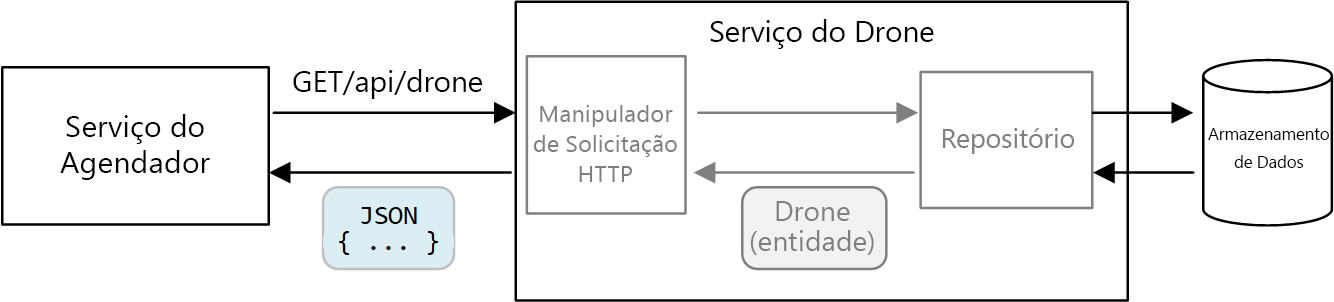 Serviço do Drone
GET/api/drone
Serviço do
Agendador
Manipulador
de Solicitação
HTTP
Repositório
Armazenamento
de Dados
JSON
{ ... }
Drone
(entidade)